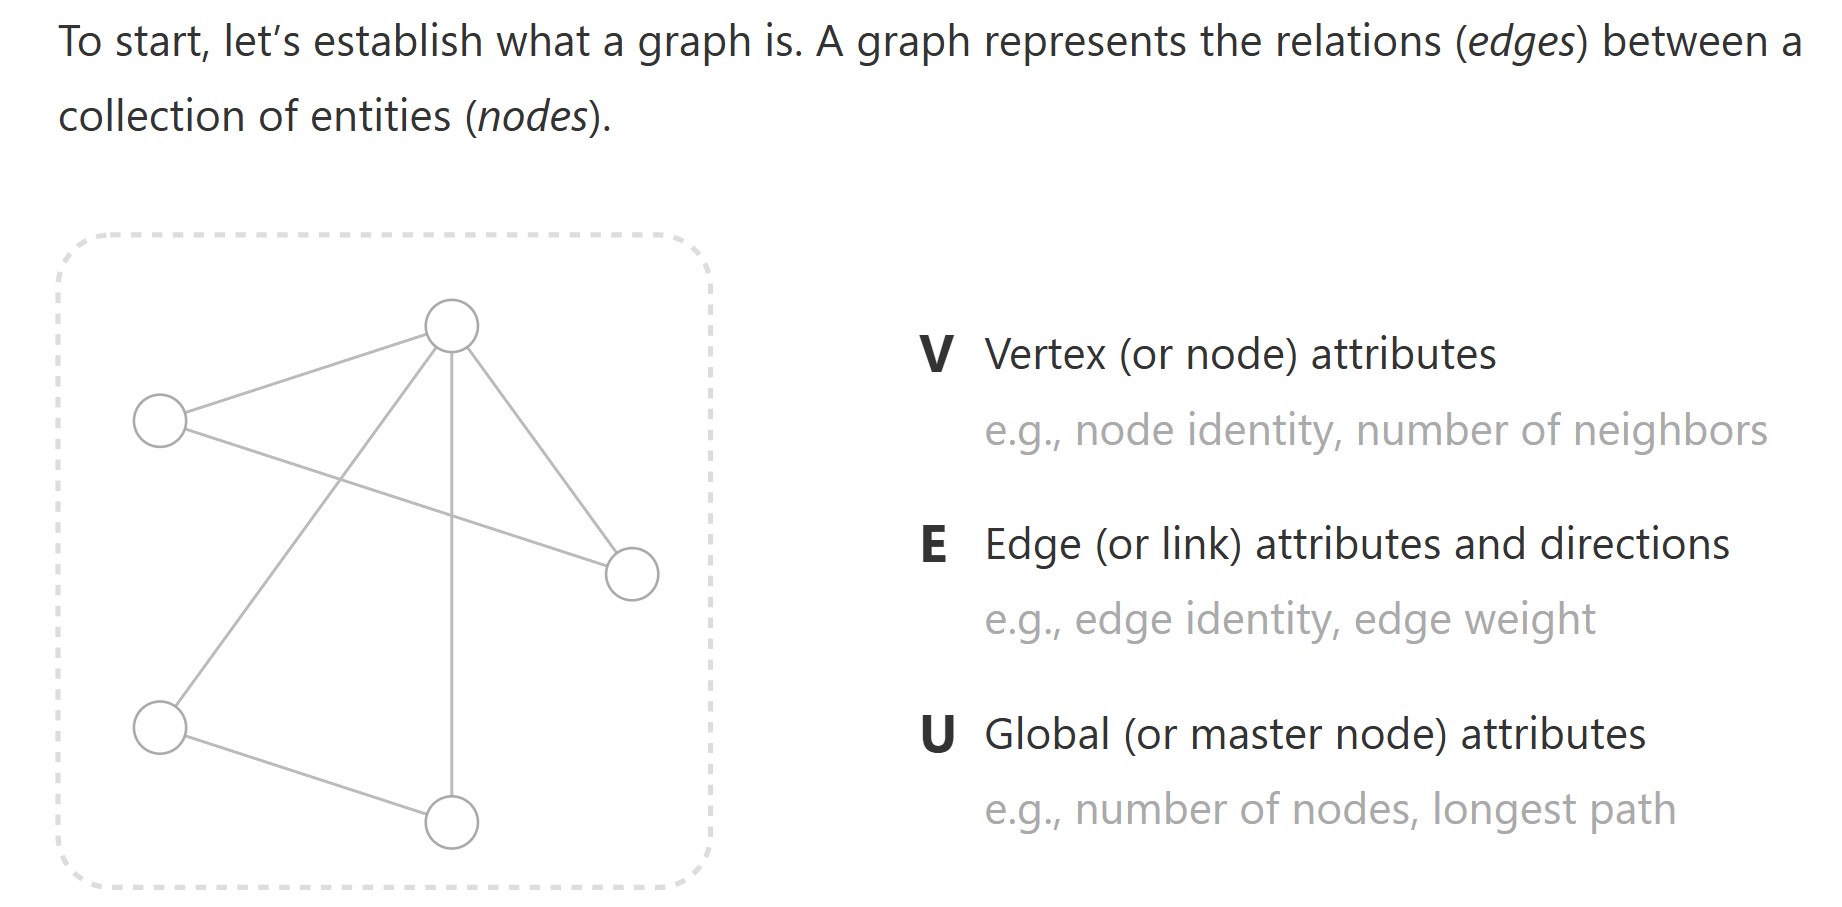 To start, let’s establish what a graph is. A graph represents the relations (edges) between a
collection of entities (nodes).
V Vertex (or node) attributes
e.g., node identity, number of neighbors
E Edge (or link) attributes and directions
e.g., edge identity, edge weight
U Global (or master node) attributes
e.g., number of nodes, longest path